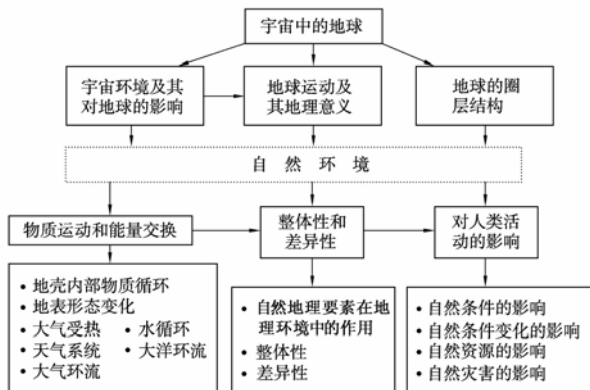 宇宙中的地球
宇宙环境及其
对地球的影响
地球运动及
其地理意义
地球的圈
层结构
自然环境
物质运动和能量交换
整体性和
差异性
对人类活
动的影响
• 地壳内部物质循环
• 地表形态变化
• 大气受热 • 水循环
• 天气系统 • 大洋环流
• 大气环流
• 自然地理要素在地
理环境中的作用
• 整体性
• 差异性
• 自然条件的影响
• 自然条件变化的影响
• 自然资源的影响
• 自然灾害的影响